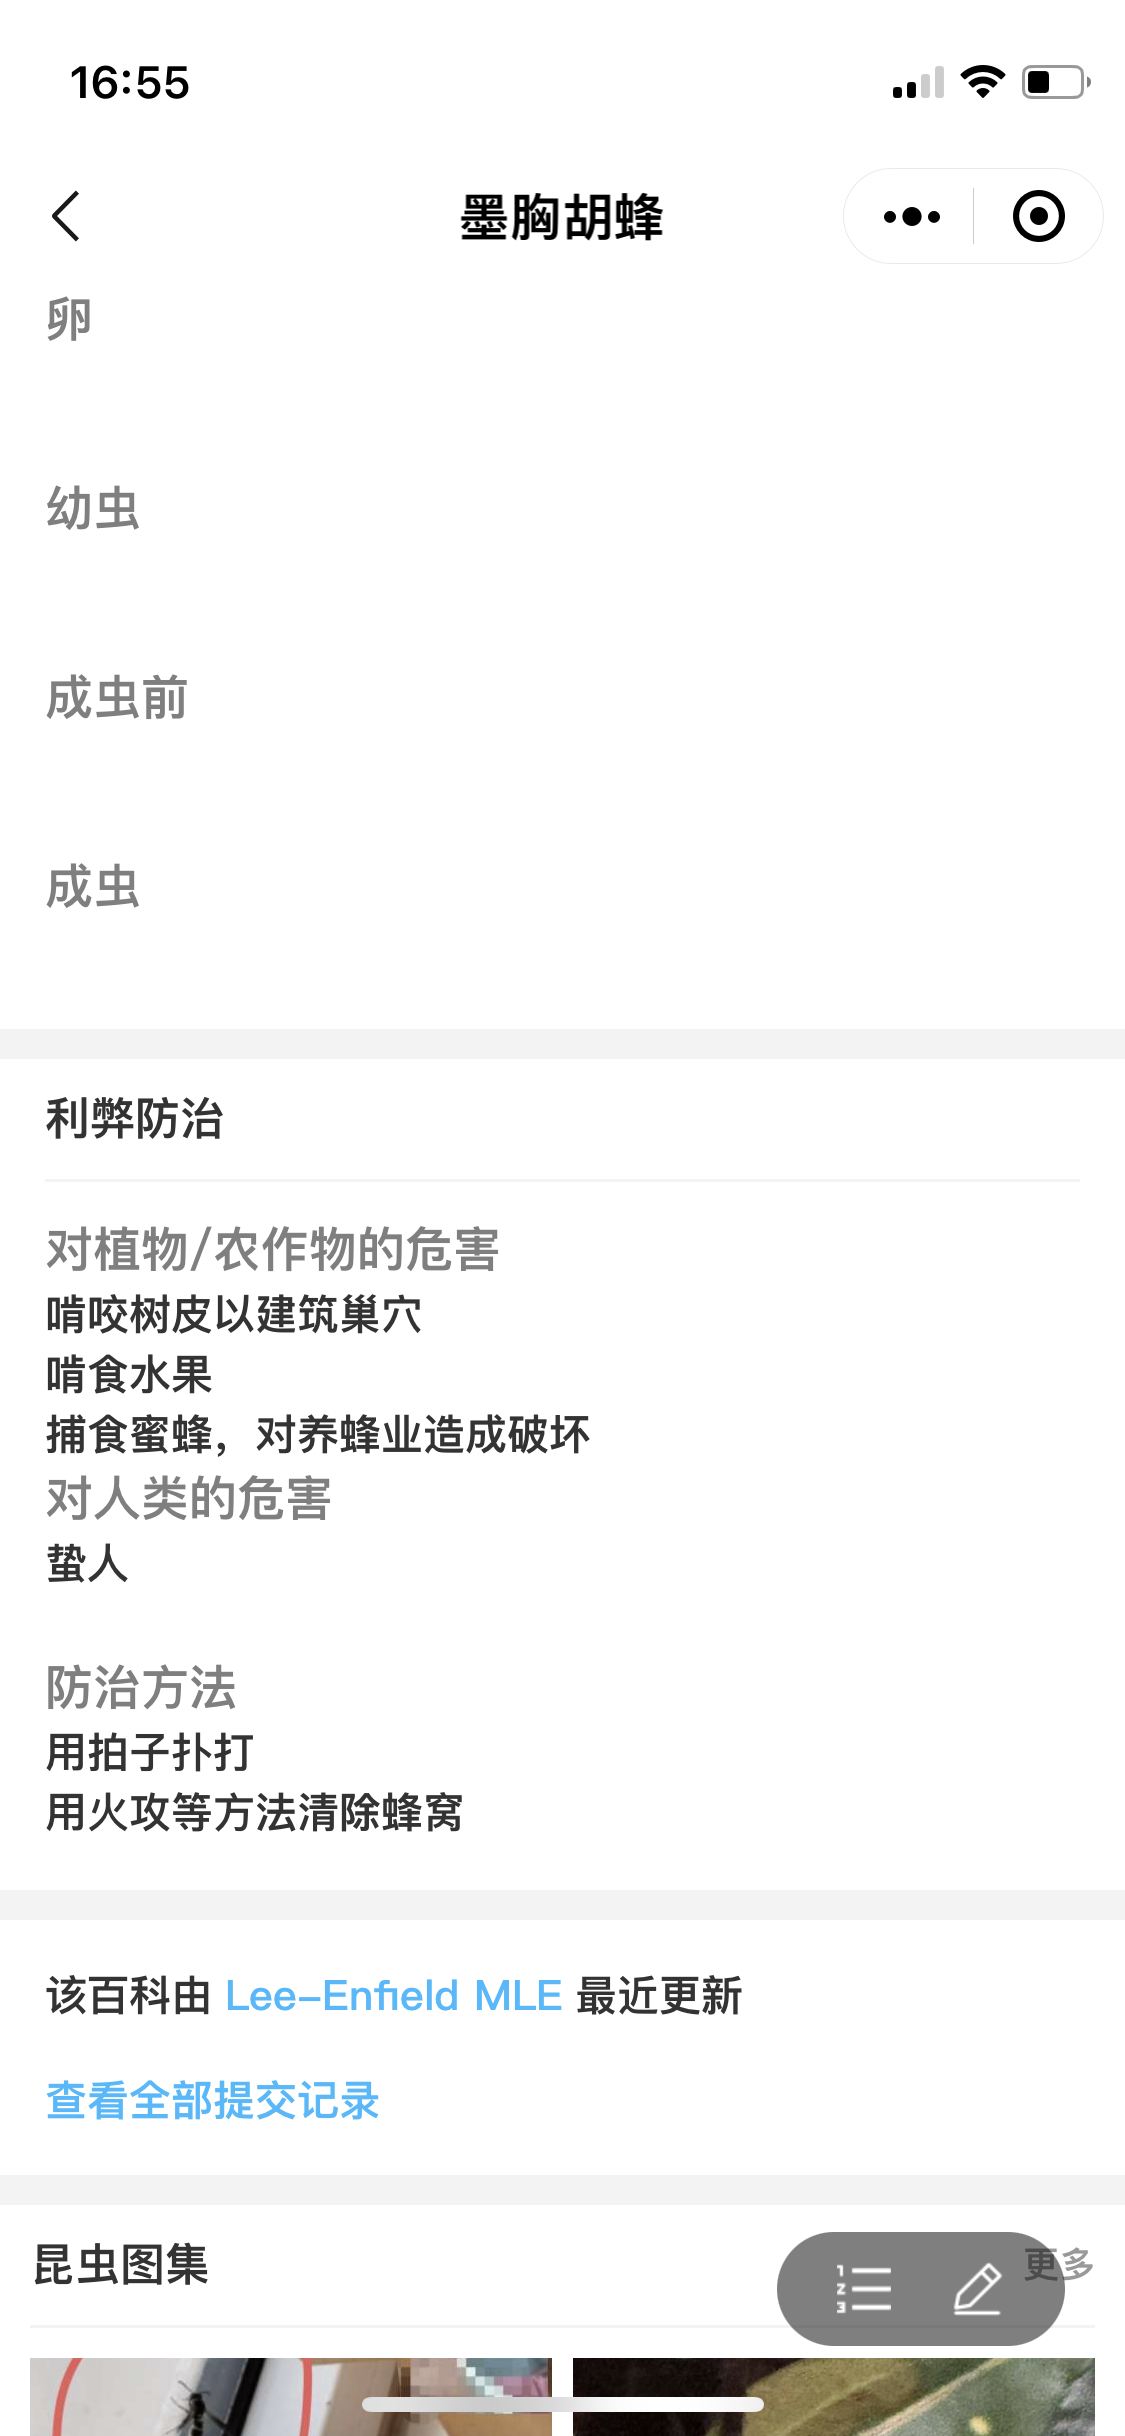 16:55
墨胸胡蜂
卵
幼虫
成虫前
成虫
利弊防治
对植物/农作物的危害
啃咬树皮以建筑巢穴
啃食水果
捕食蜜蜂，对养蜂业造成破坏
对人类的危害
蛰人
防治方法
用拍子扑打
用火攻等方法清除蜂窝
该百科由 Lee-Enfield MLE 最近更新
查看全部提交记录
昆虫图集
更多